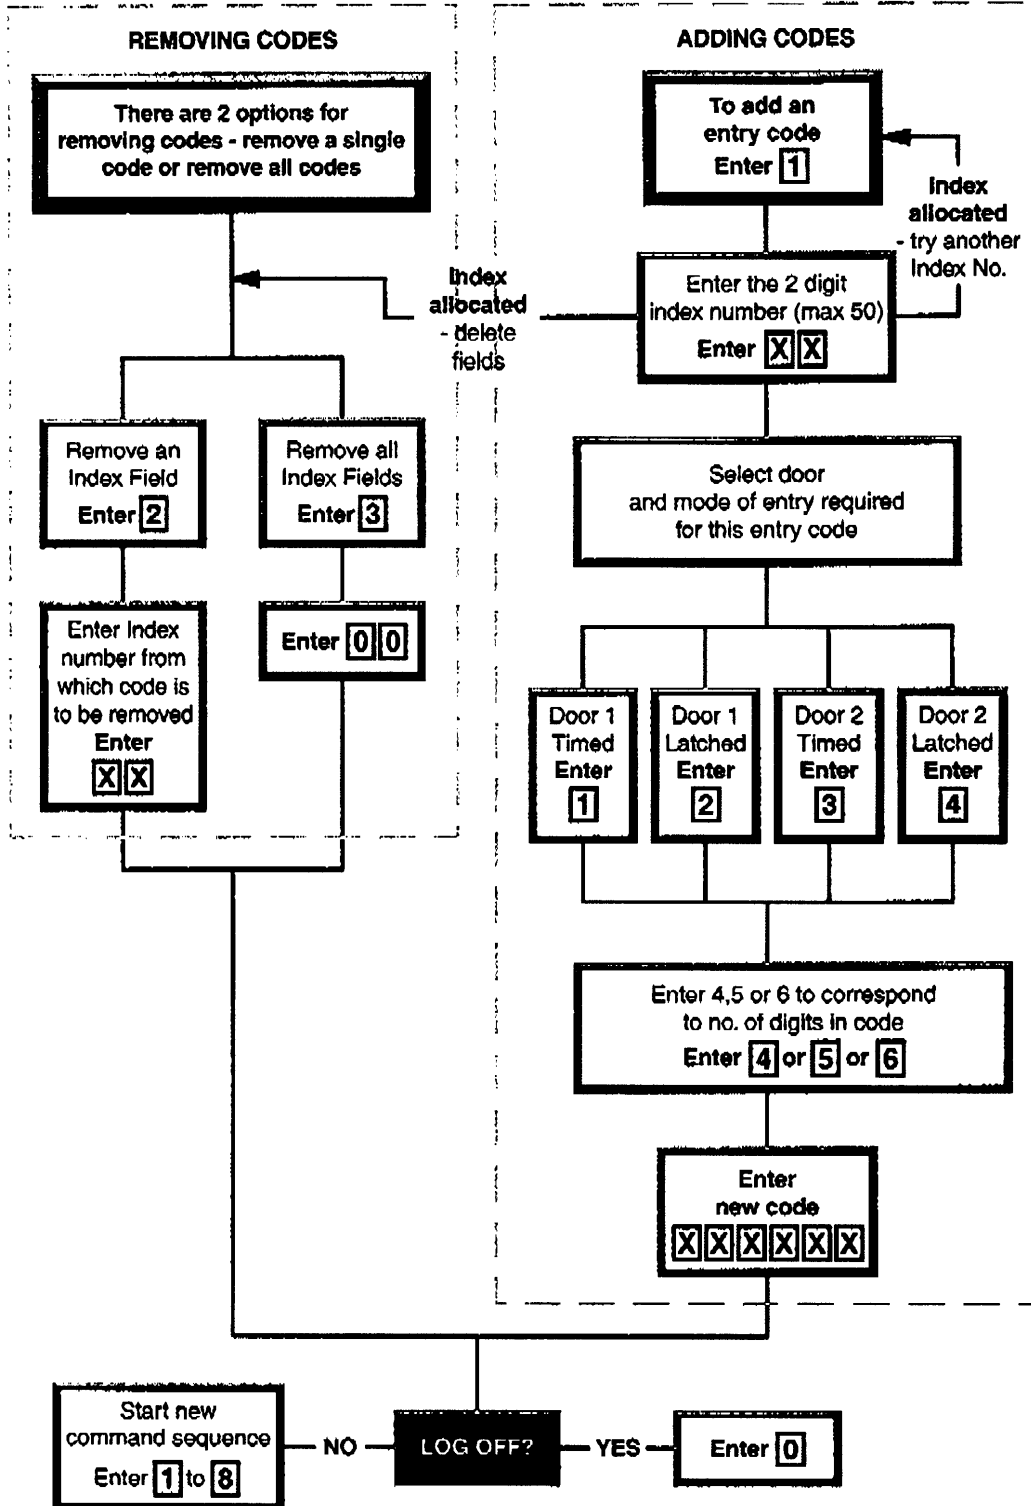 REMOVING CODES
There are 2 options for
removing codes - remove a single
code or remove all codes
Index
allocated
- delete
fields
Remove an
Index Field
Enter 2
Remove all
Index Fields
Enter 3
Enter Index
number from
which code is
to be removed
Enter
X X
Enter 0 0
ADDING CODES
To add an
entry code
Enter 1
Index
allocated
- try another
Index No.
Enter the 2 digit
index number (max 50)
Enter X X
Select door
and mode of entry required
for this entry code
Door 1
Timed
Enter
1
Door 1
Latched
Enter
2
Door 2
Timed
Enter
3
Door 2
Latched
Enter
4
Enter 4,5 or 6 to correspond
to no. of digits in code
Enter 4 or 5 or 6
Enter
new code
X X X X X X
Start new
command sequence
Enter 1 to 8
NO
LOG OFF?
YES
Enter 0